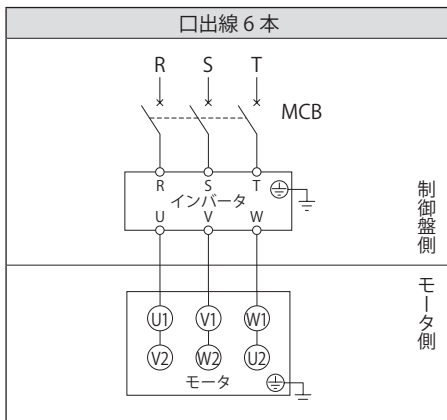 口出線 6 本
R S T
MCB
R S T
インバータ
U V W
制御盤側
モータ側
U1 V1 W1
V2 W2 U2
モータ